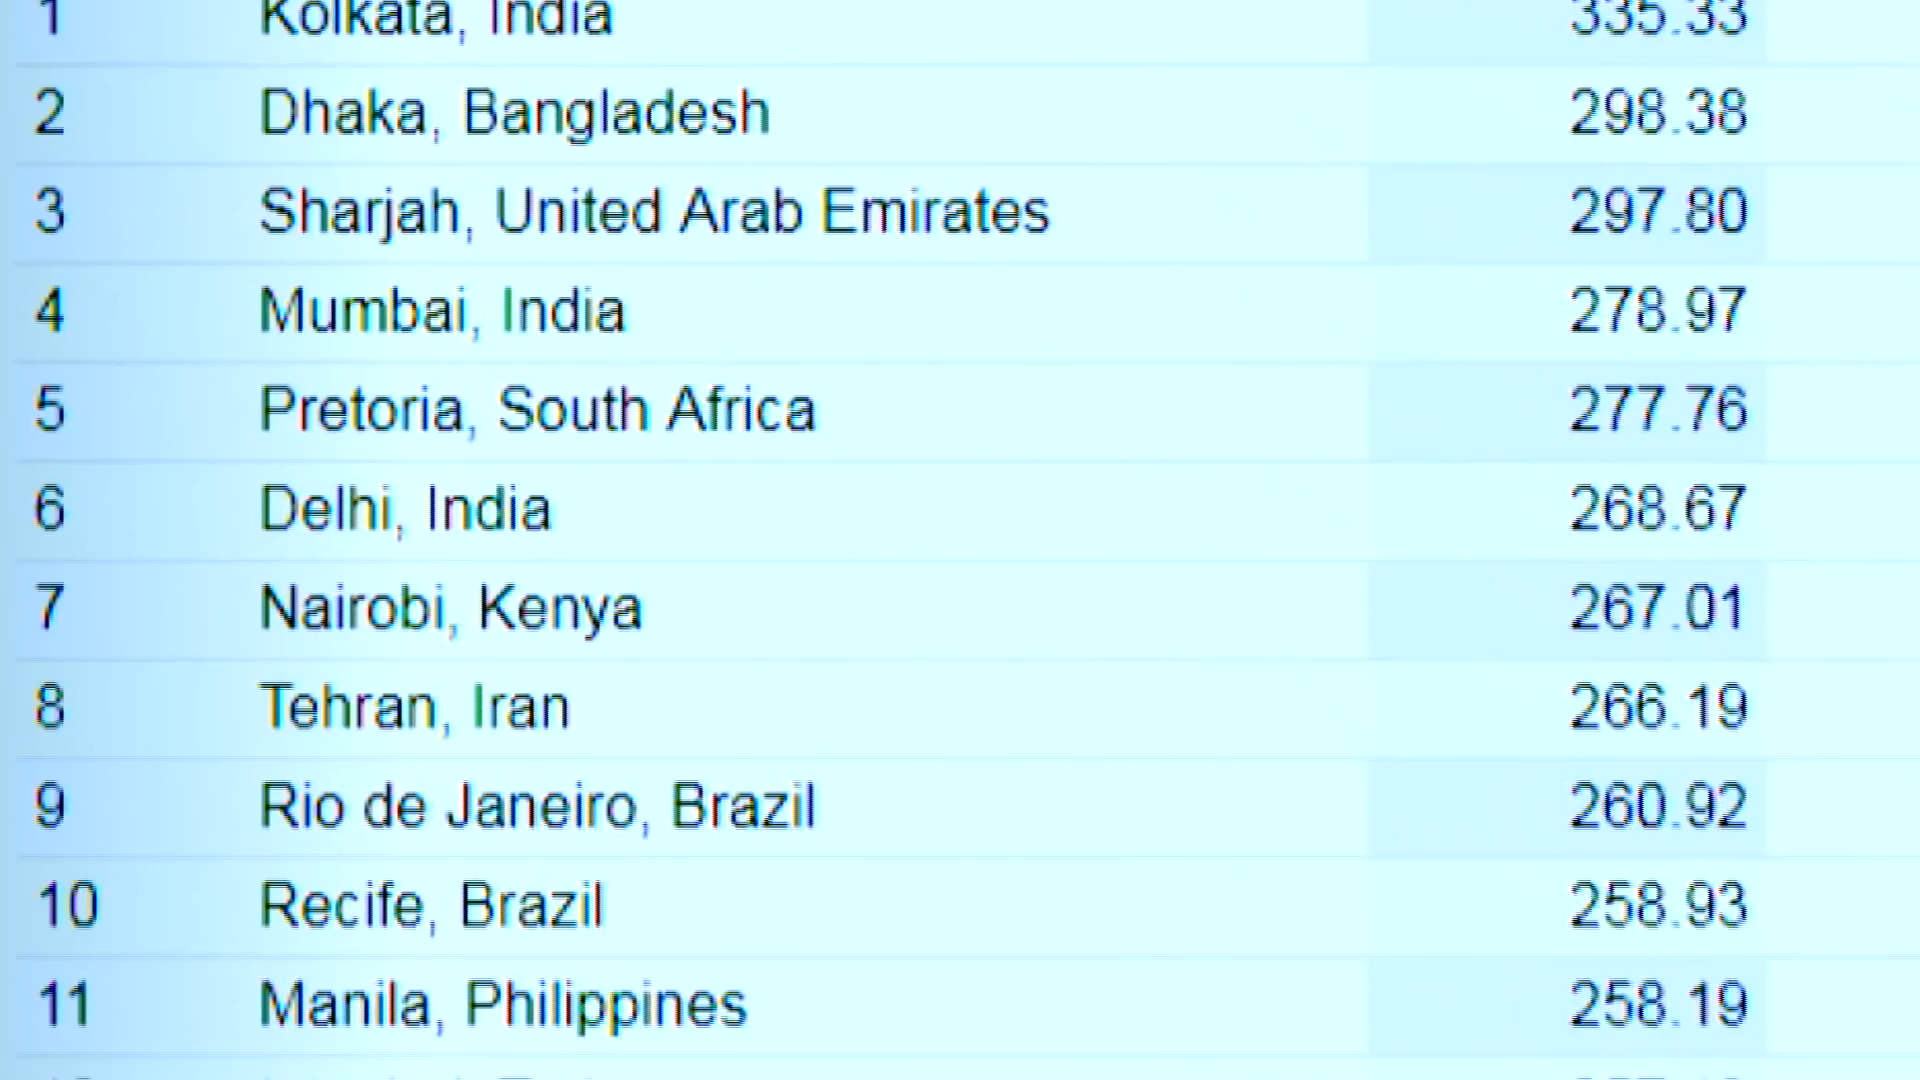 1 Kolkata, India 335.33
2 Dhaka, Bangladesh 298.38
3 Sharjah, United Arab Emirates 297.80
4 Mumbai, India 278.97
5 Pretoria, South Africa 277.76
6 Delhi, India 268.67
7 Nairobi, Kenya 267.01
8 Tehran, Iran 266.19
9 Rio de Janeiro, Brazil 260.92
10 Recife, Brazil 258.93
11 Manila, Philippines 258.19